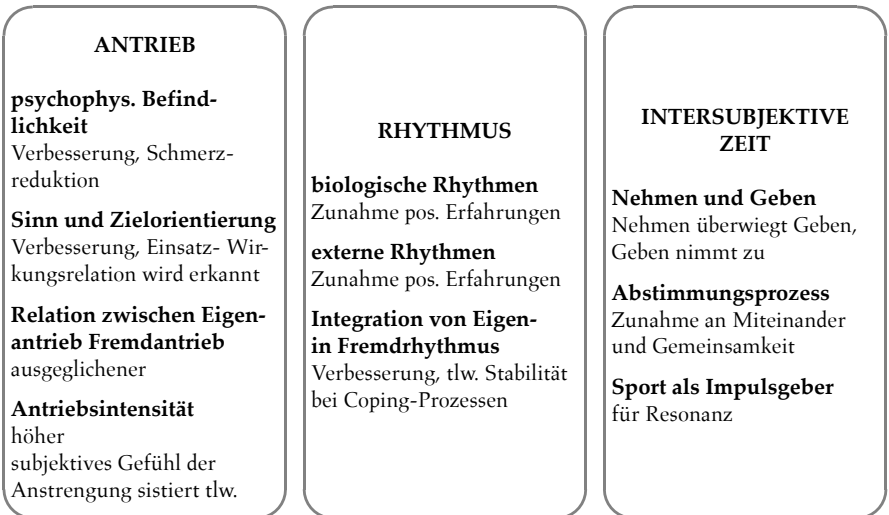 ANTRIEB
psychophys. Befind-
lichkeit
Verbesserung, Schmerz-
reduktion
Sinn und Zielorientierung
Verbesserung, Einsatz- Wir-
kungsrelation wird erkannt
Relation zwischen Eigen-
antrieb Fremdantrieb
ausgeglichener
Antriebsintensität
höher
subjektives Gefühl der
Anstrengung sistiert tlw.
RHYTHMUS
biologische Rhythmen
Zunahme pos. Erfahrungen
externe Rhythmen
Zunahme pos. Erfahrungen
Integration von Eigen-
in Fremdrhythmus
Verbesserung, tlw. Stabilität
bei Coping-Prozessen
INTERSUBJEKTIVE
ZEIT
Nehmen und Geben
Nehmen überwiegt Geben,
Geben nimmt zu
Abstimmungsprozess
Zunahme an Miteinander
und Gemeinsamkeit
Sport als Impulsgeber
für Resonanz